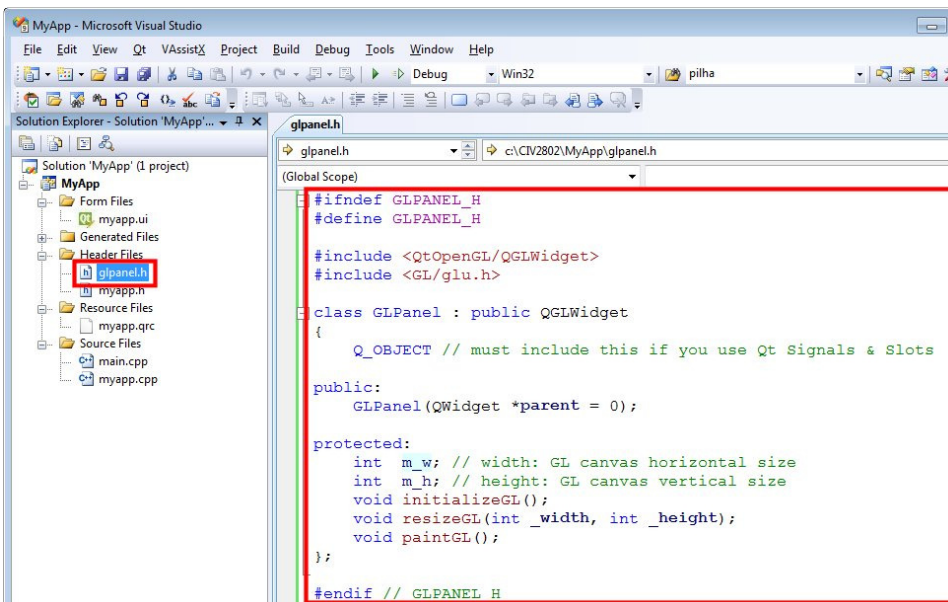 MyApp - Microsoft Visual Studio
File Edit View Qt VAssistX Project Build Debug Tools Window Help
Debug Win32 pilha
Solution Explorer - Solution 'MyApp'...
glpanel.h
glpanel.h c:\CIV2802\MyApp\glpanel.h
(Global Scope)
Solution 'MyApp' (1 project)
MyApp
Form Files
myapp.ui
Generated Files
Header Files
glpanel.h
myapp.h
Resource Files
myapp.qrc
Source Files
main.cpp
myapp.cpp
#ifndef GLPANEL_H
#define GLPANEL_H
#include <QtOpenGL/QGLWidget>
#include <GL/glu.h>
class GLPanel : public QGLWidget
{
Q_OBJECT // must include this if you use Qt Signals & Slots
public:
GLPanel(QWidget *parent = 0);
protected:
int m_w; // width: GL canvas horizontal size
int m_h; // height: GL canvas vertical size
void initializeGL();
void resizeGL(int _width, int _height);
void paintGL();
};
#endif // GLPANEL_H